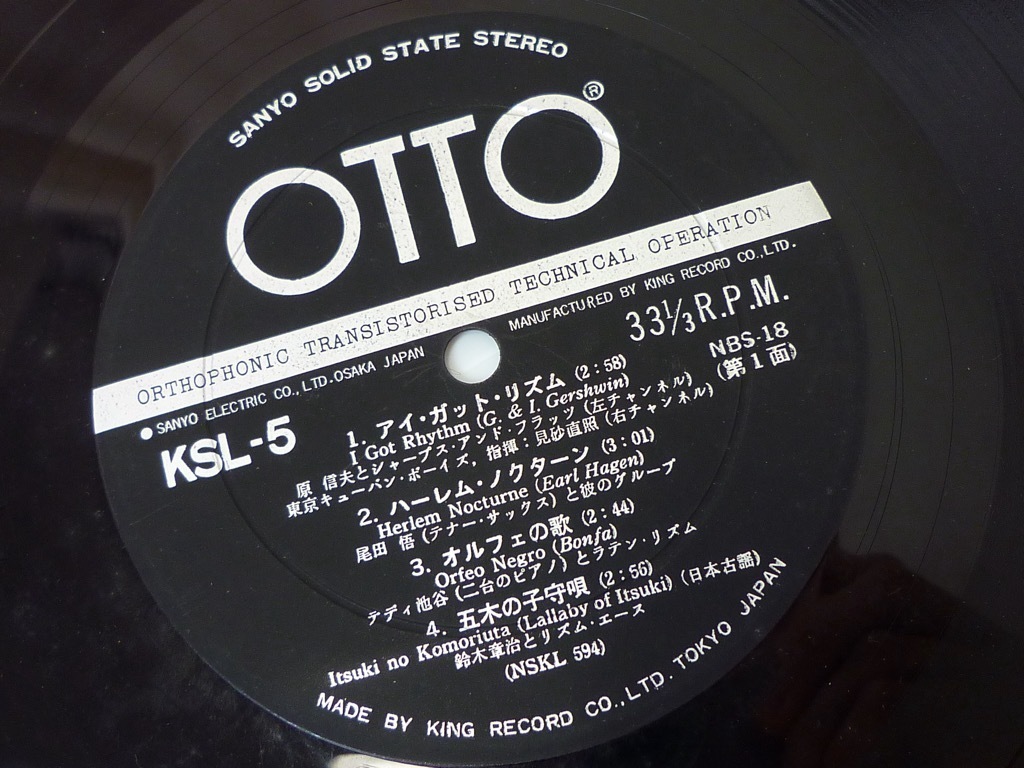 SANYO SOLID STATE STEREO
OTTO®
ORTHOPHONIC TRANSISTORISED TECHNICAL OPERATION
●SANYO ELECTRIC CO.,LTD.OSAKA JAPAN
MANUFACTURED BY KING RECORD CO.,LTD.
KSL-5
33⅓ R.P.M.
NBS-18
(第1面)
1. アイ・ガット・リズム (2:58)
I Got Rhythm (G. & I. Gershwin)
原 信夫とシャープス・アンド・フラッツ (左チャンネル)
東京キューバン・ボーイズ, 指揮:見砂直照 (右チャンネル)
2. ハーレム・ノクターン (3:01)
Herlem Nocturne (Earl Hagen)
尾田 悟 (テナー・サックス) と彼のグループ
3. オルフェの歌 (2:44)
Orfeo Negro (Bonfa)
テディ池谷 (二台のピアノ) とラテン・リズム
4. 五木の子守唄 (2:56)
Itsuki no Komoriuta (Lallaby of Itsuki) (日本古謡)
鈴木章治とリズム・エース
(NSKL 594)
MADE BY KING RECORD CO.,LTD. TOKYO JAPAN